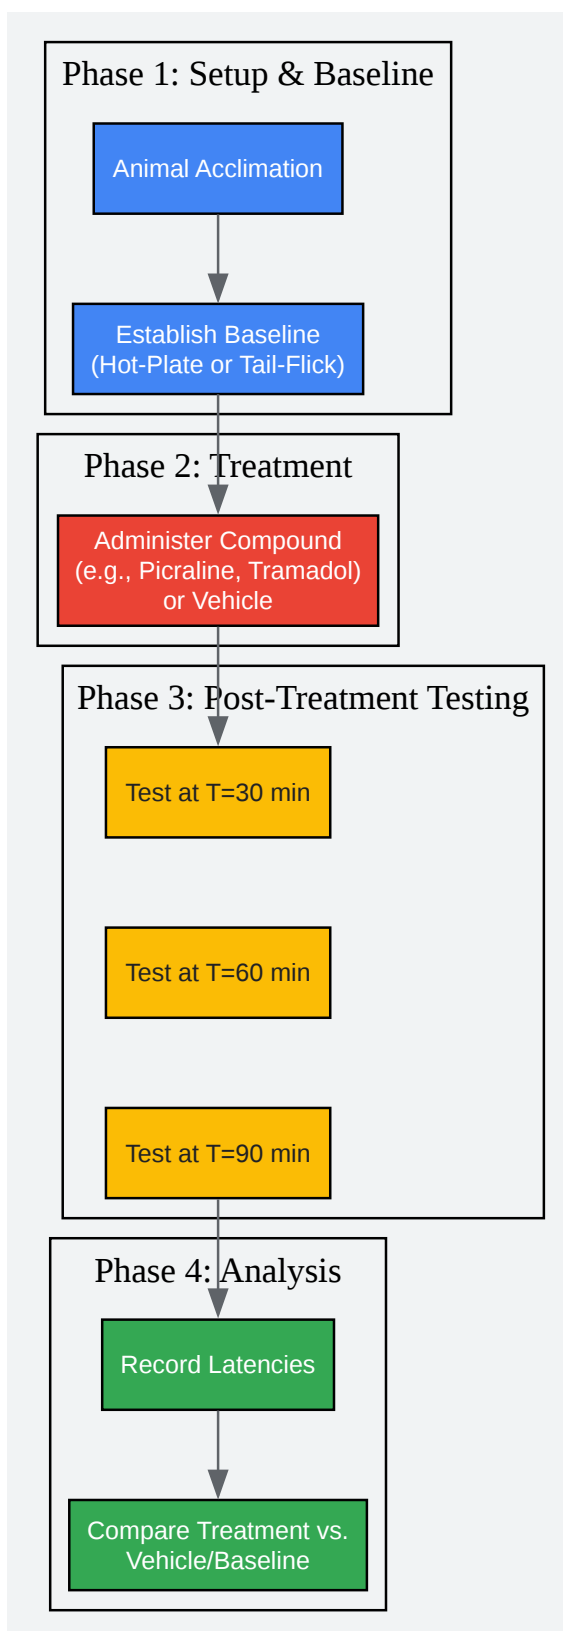 Phase 1: Setup & Baseline
Animal Acclimation
Establish Baseline
(Hot-Plate or Tail-Flick)
Phase 2: Treatment
Administer Compound
(e.g., Picraline, Tramadol)
or Vehicle
Phase 3: Post-Treatment Testing
Test at T=30 min
Test at T=60 min
Test at T=90 min
Phase 4: Analysis
Record Latencies
Compare Treatment vs.
Vehicle/Baseline